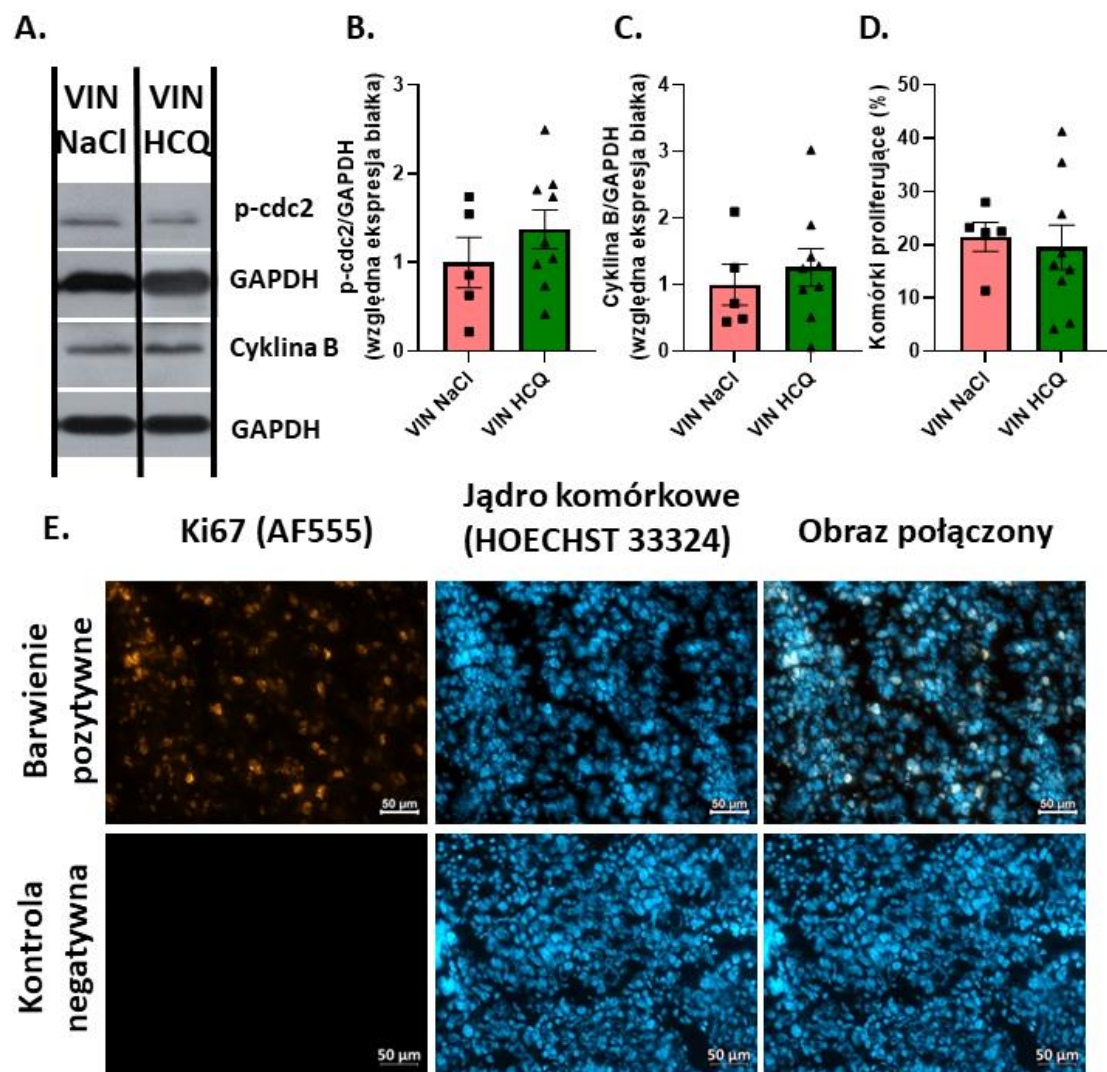 A.
VIN
NaCl
VIN
HCQ
p-cdc2
GAPDH
Cyklina B
GAPDH
B.
p-cdc2/GAPDH
(względna ekspresja białka)
3
2
1
0
VIN NaCl
VIN HCQ
C.
Cyklina B/GAPDH
(względna ekspresja białka)
4
3
2
1
0
VIN NaCl
VIN HCQ
D.
Komórki proliferujące (%)
50
40
30
20
10
0
VIN NaCl
VIN HCQ
E.
Ki67 (AF555)
Jądro komórkowe
(HOECHST 33324)
Obraz połączony
Barwienie
pozytywne
50 µm
50 µm
50 µm
Kontrola
negatywna
50 µm
50 µm
50 µm